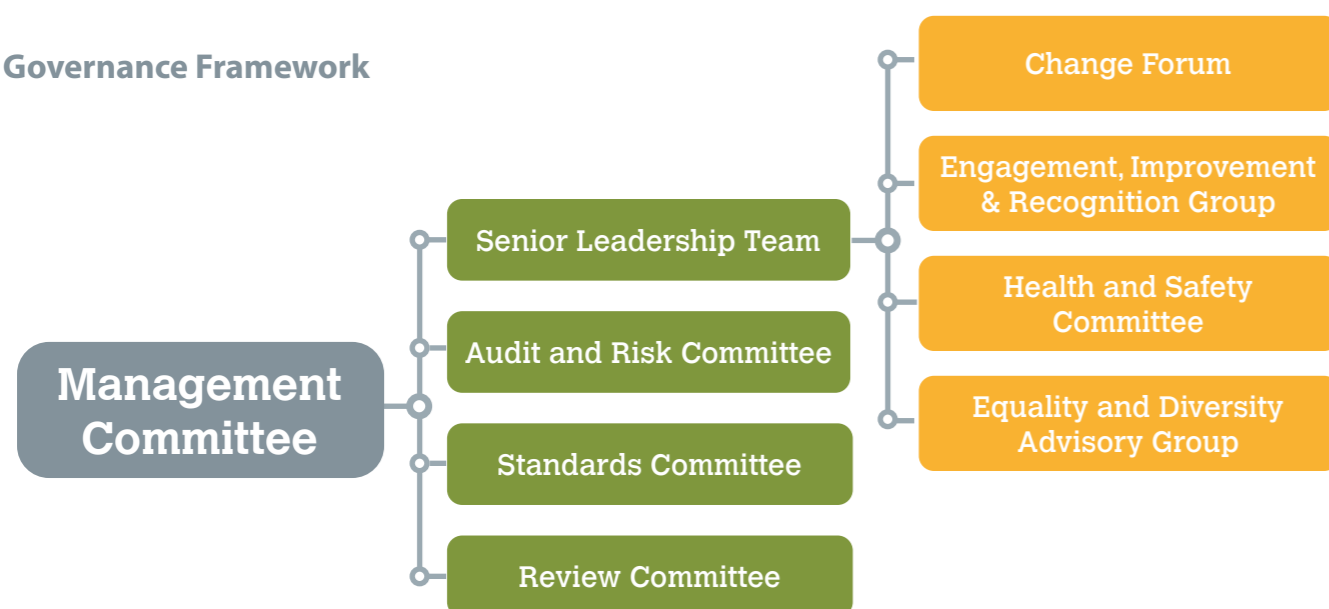 Governance Framework
Management
Committee
Senior Leadership Team
Audit and Risk Committee
Standards Committee
Review Committee
Change Forum
Engagement, Improvement
& Recognition Group
Health and Safety
Committee
Equality and Diversity
Advisory Group